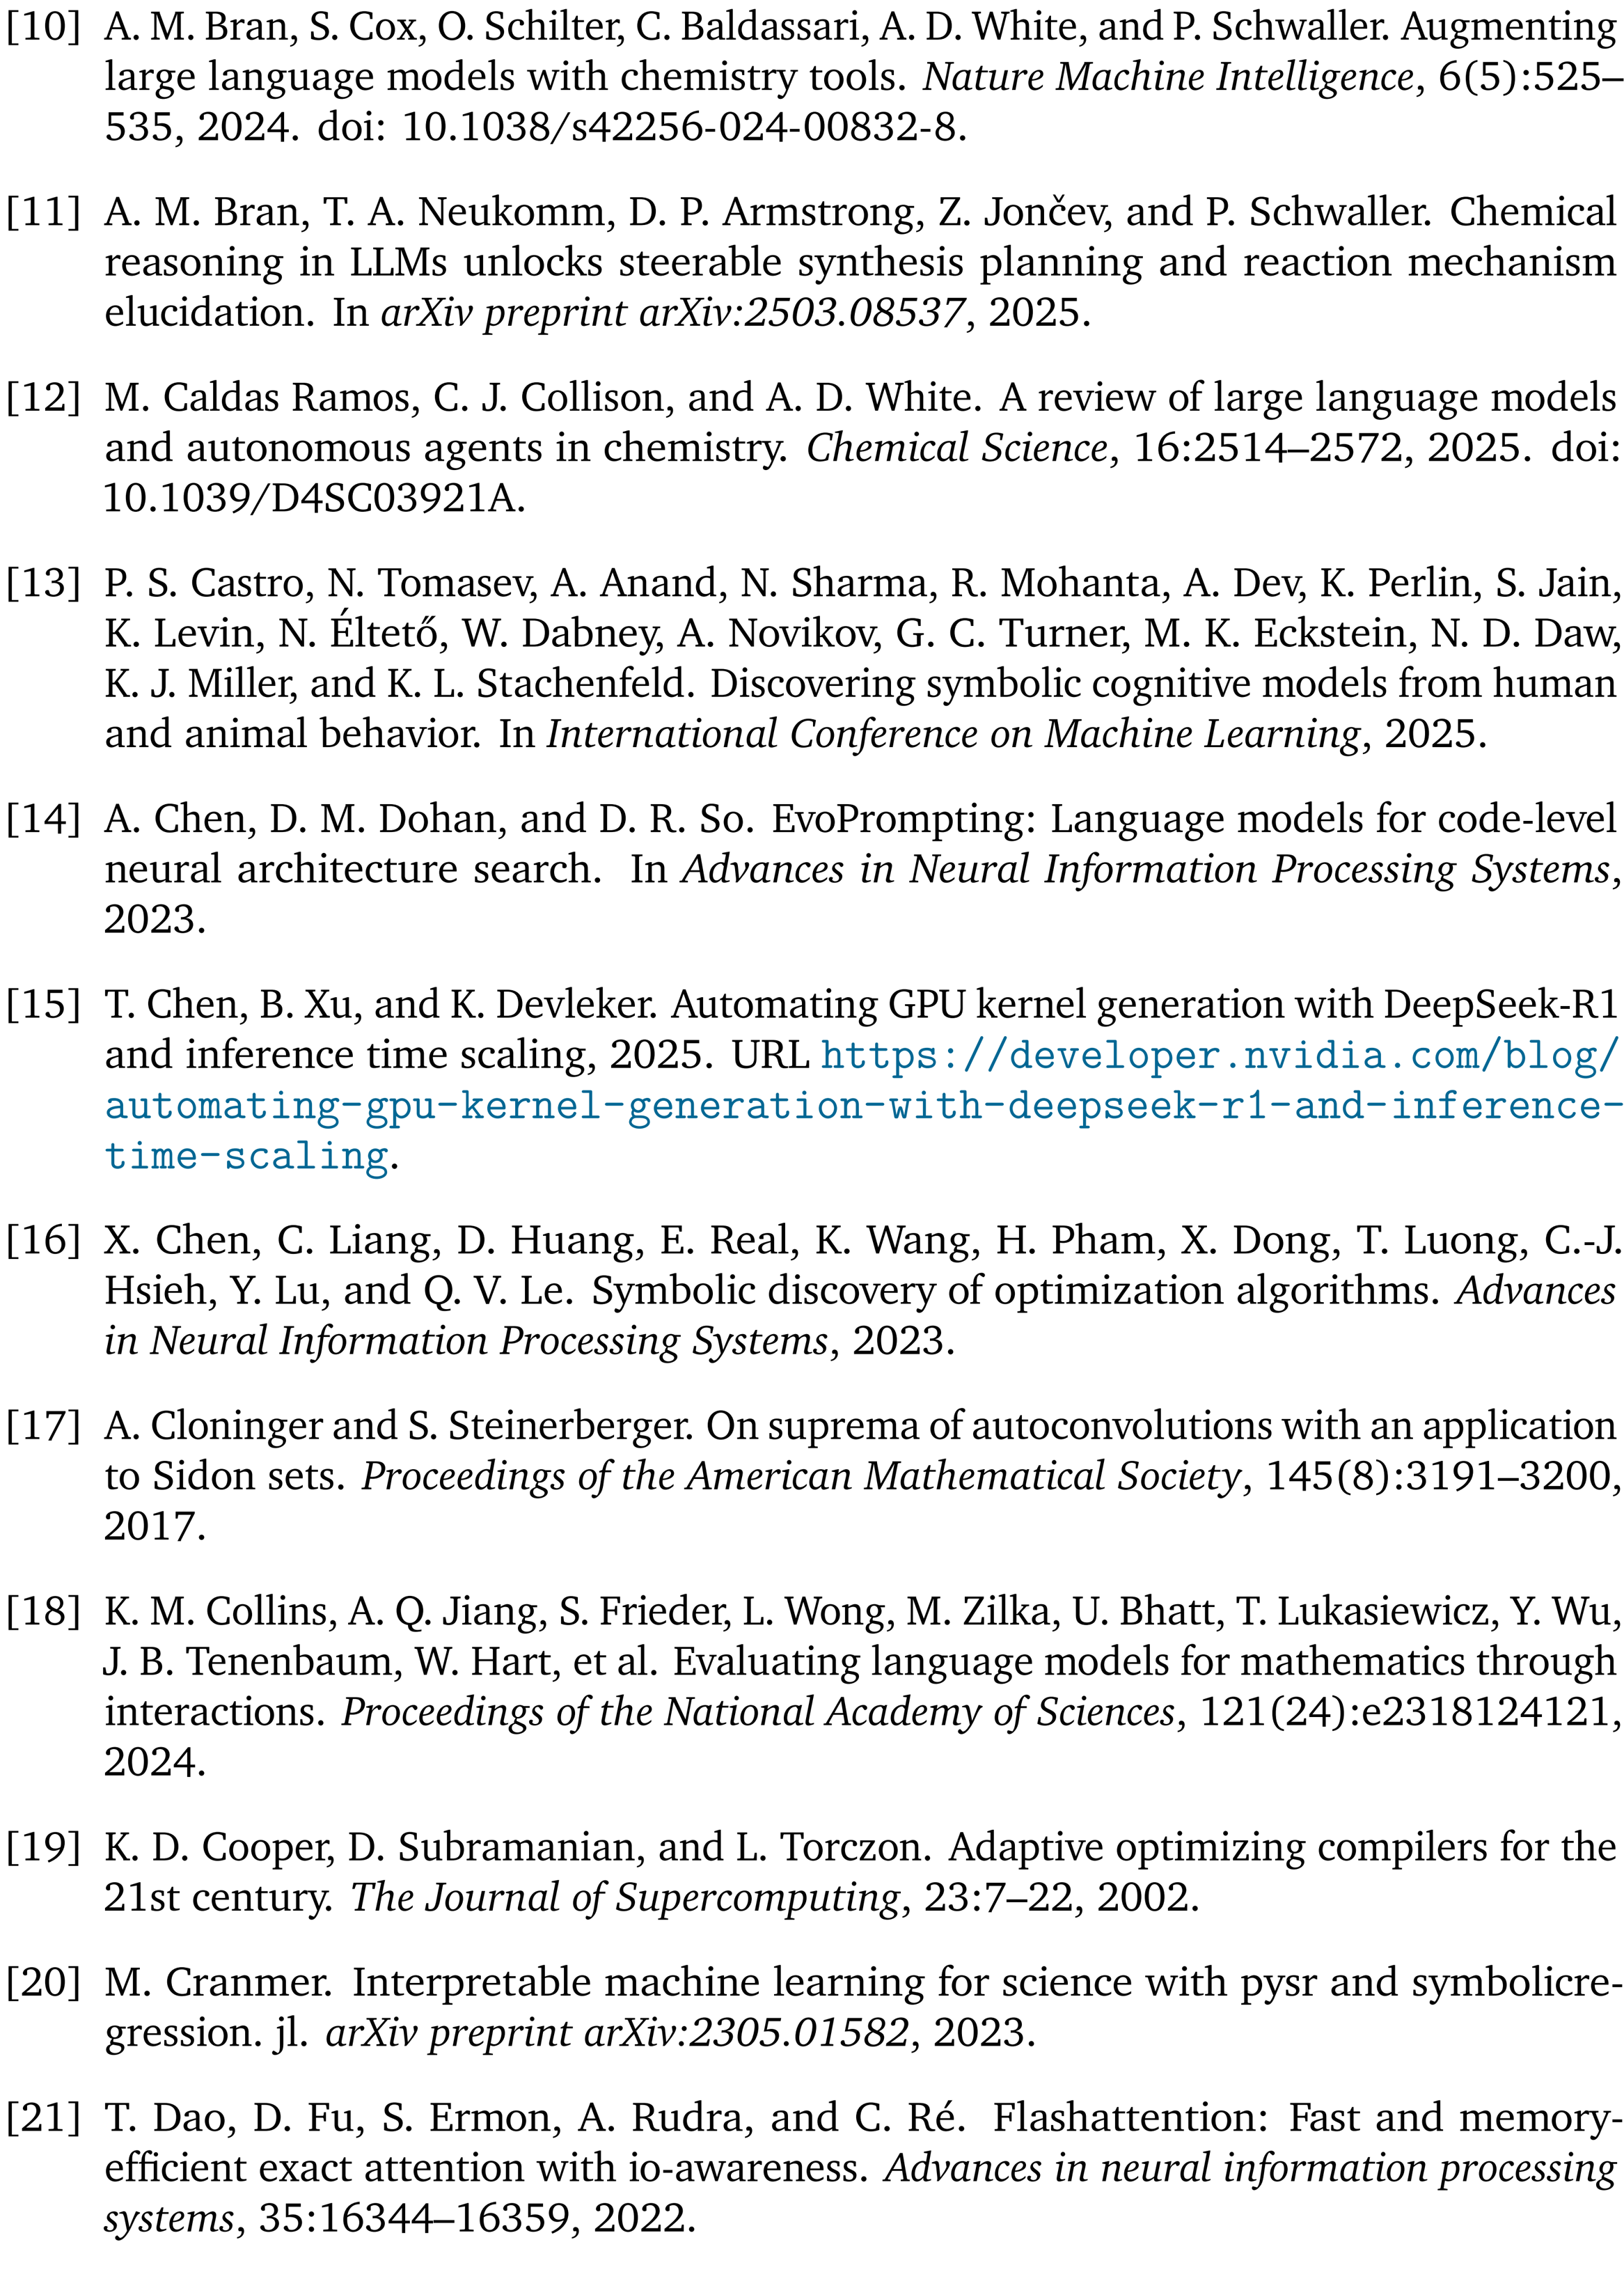 [10] A. M. Bran, S. Cox, O. Schilter, C. Baldassari, A. D. White, and P. Schwaller. Augmenting
large language models with chemistry tools. Nature Machine Intelligence, 6(5):525–
535, 2024. doi: 10.1038/s42256-024-00832-8.
[11] A. M. Bran, T. A. Neukomm, D. P. Armstrong, Z. Jončev, and P. Schwaller. Chemical
reasoning in LLMs unlocks steerable synthesis planning and reaction mechanism
elucidation. In arXiv preprint arXiv:2503.08537, 2025.
[12] M. Caldas Ramos, C. J. Collison, and A. D. White. A review of large language models
and autonomous agents in chemistry. Chemical Science, 16:2514–2572, 2025. doi:
10.1039/D4SC03921A.
[13] P. S. Castro, N. Tomasev, A. Anand, N. Sharma, R. Mohanta, A. Dev, K. Perlin, S. Jain,
K. Levin, N. Éltető, W. Dabney, A. Novikov, G. C. Turner, M. K. Eckstein, N. D. Daw,
K. J. Miller, and K. L. Stachenfeld. Discovering symbolic cognitive models from human
and animal behavior. In International Conference on Machine Learning, 2025.
[14] A. Chen, D. M. Dohan, and D. R. So. EvoPrompting: Language models for code-level
neural architecture search. In Advances in Neural Information Processing Systems,
2023.
[15] T. Chen, B. Xu, and K. Devleker. Automating GPU kernel generation with DeepSeek-R1
and inference time scaling, 2025. URL https://developer.nvidia.com/blog/
automating-gpu-kernel-generation-with-deepseek-r1-and-inference-
time-scaling.
[16] X. Chen, C. Liang, D. Huang, E. Real, K. Wang, H. Pham, X. Dong, T. Luong, C.-J.
Hsieh, Y. Lu, and Q. V. Le. Symbolic discovery of optimization algorithms. Advances
in Neural Information Processing Systems, 2023.
[17] A. Cloninger and S. Steinerberger. On suprema of autoconvolutions with an application
to Sidon sets. Proceedings of the American Mathematical Society, 145(8):3191–3200,
2017.
[18] K. M. Collins, A. Q. Jiang, S. Frieder, L. Wong, M. Zilka, U. Bhatt, T. Lukasiewicz, Y. Wu,
J. B. Tenenbaum, W. Hart, et al. Evaluating language models for mathematics through
interactions. Proceedings of the National Academy of Sciences, 121(24):e2318124121,
2024.
[19] K. D. Cooper, D. Subramanian, and L. Torczon. Adaptive optimizing compilers for the
21st century. The Journal of Supercomputing, 23:7–22, 2002.
[20] M. Cranmer. Interpretable machine learning for science with pysr and symbolicre-
gression. jl. arXiv preprint arXiv:2305.01582, 2023.
[21] T. Dao, D. Fu, S. Ermon, A. Rudra, and C. Ré. Flashattention: Fast and memory-
efficient exact attention with io-awareness. Advances in neural information processing
systems, 35:16344–16359, 2022.